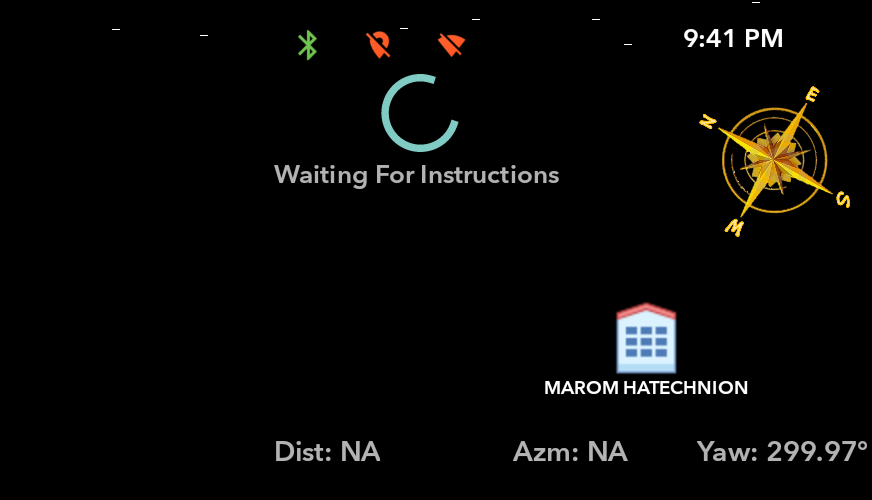 9:41 PM
E
N
Waiting For Instructions
S
W
MAROM HATECHNION
Dist: NA
Azm: NA
Yaw: 299.97°